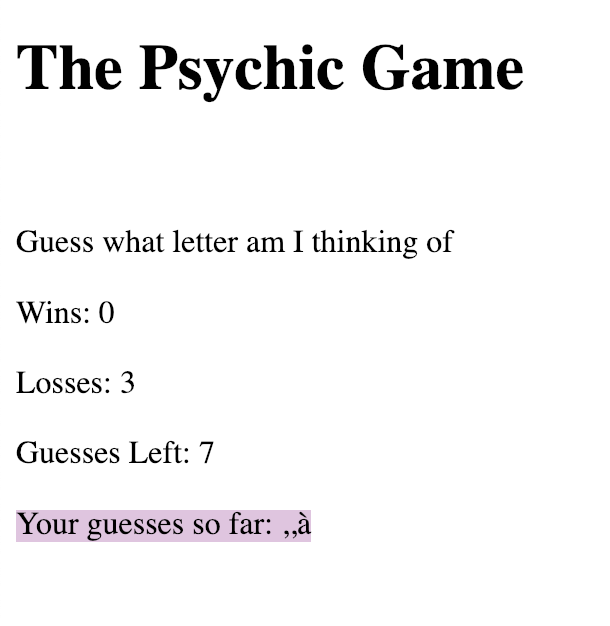 The Psychic Game
Guess what letter am I thinking of
Wins: 0
Losses: 3
Guesses Left: 7
Your guesses so far: ,,à